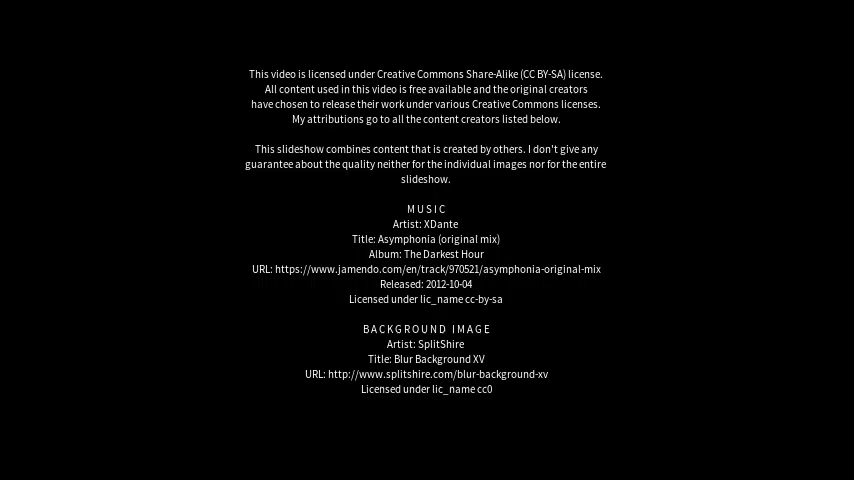 This video is licensed under Creative Commons Share-Alike (CC BY-SA) license.
All content used in this video is free available and the original creators
have chosen to release their work under various Creative Commons licenses.
My attributions go to all the content creators listed below.
This slideshow combines content that is created by others. I don't give any
guarantee about the quality neither for the individual images nor for the entire
slideshow.
MUSIC
Artist: XDante
Title: Asymphonia (original mix)
Album: The Darkest Hour
URL: https://www.jamendo.com/en/track/970521/asymphonia-original-mix
Released: 2012-10-04
Licensed under lic_name cc-by-sa
BACKGROUND IMAGE
Artist: SplitShire
Title: Blur Background XV
URL: http://www.splitshire.com/blur-background-xv
Licensed under lic_name cc0